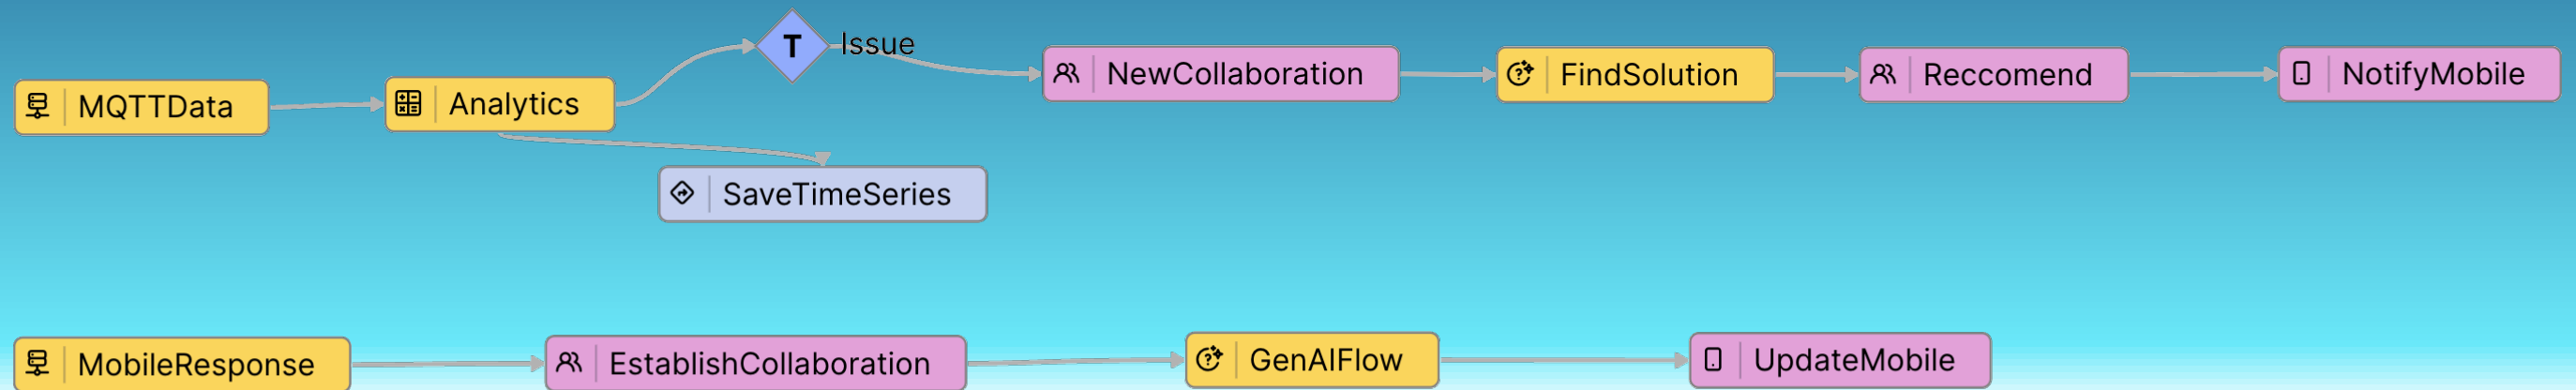 T
Issue
NewCollaboration
FindSolution
Reccomend
NotifyMobile
MQTTData
Analytics
SaveTimeSeries
MobileResponse
EstablishCollaboration
GenAIFlow
UpdateMobile